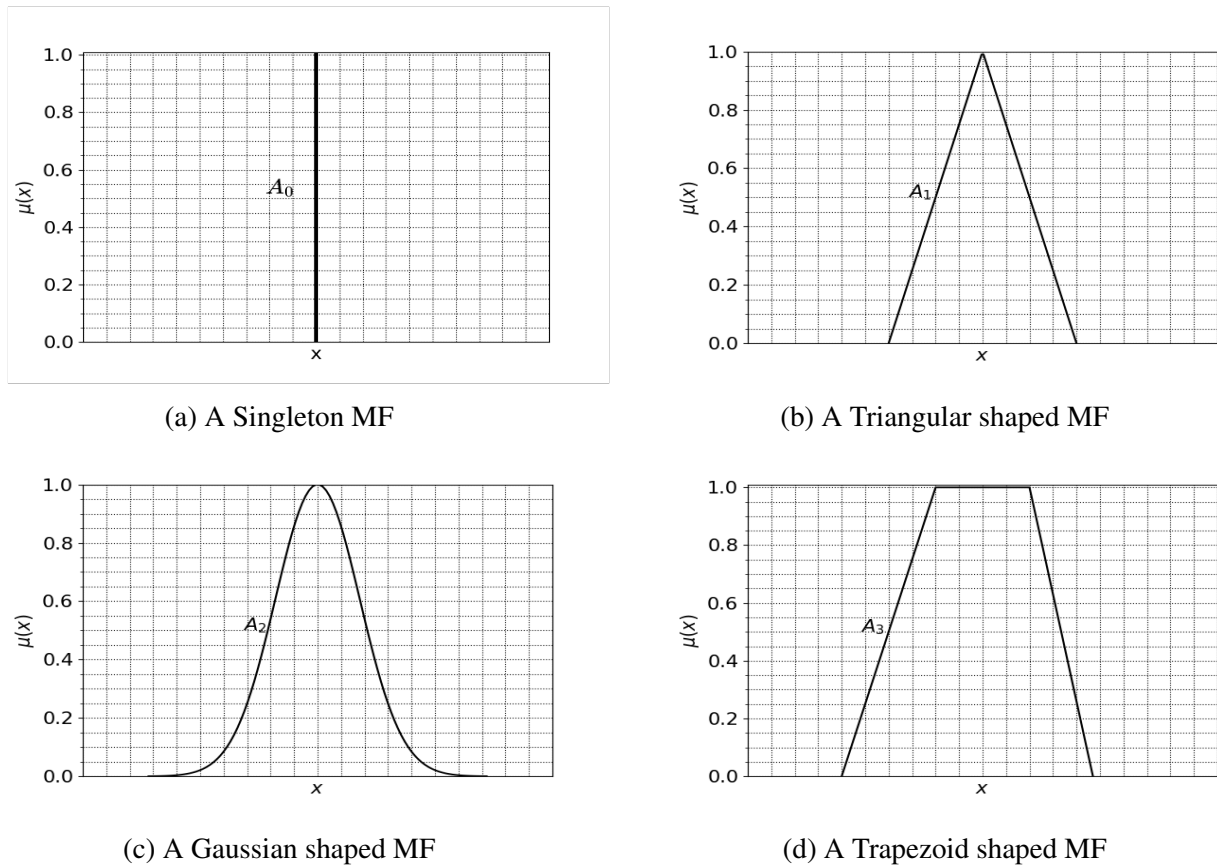 1.0
0.8
0.6
0.4
0.2
0.0
μ(x)
A₀
x
(a) A Singleton MF
1.0
0.8
0.6
0.4
0.2
0.0
μ(x)
A₁
x
(b) A Triangular shaped MF
1.0
0.8
0.6
0.4
0.2
0.0
μ(x)
A₂
x
(c) A Gaussian shaped MF
1.0
0.8
0.6
0.4
0.2
0.0
μ(x)
A₃
x
(d) A Trapezoid shaped MF